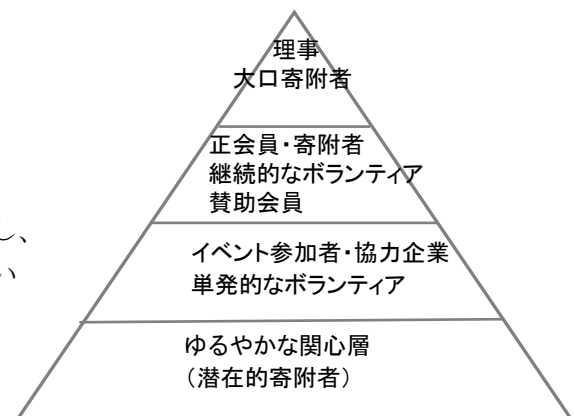 理事
大口寄附者
正会員・寄附者
継続的なボランティア
賛助会員
し、
い
イベント参加者・協力企業
単発的なボランティア
ゆるやかな関心層
（潜在的寄附者）